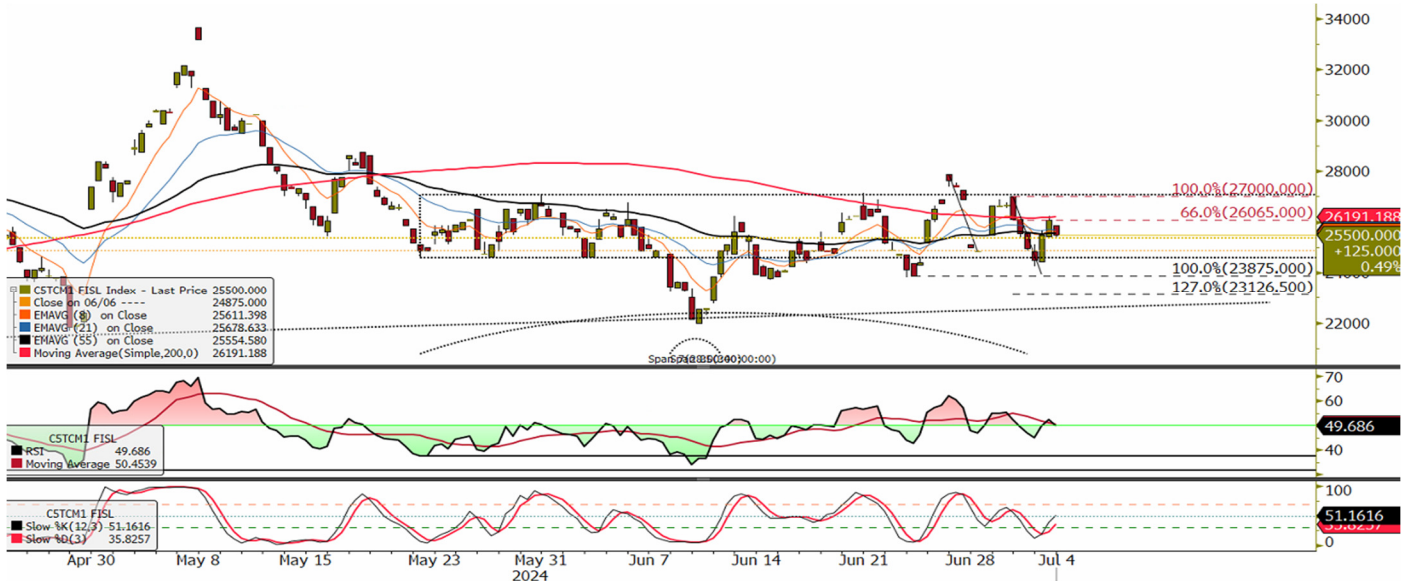 34000
32000
30000
28000
100.0%(27000.000)
26191.188
66.0%(26065.000)
25500.000
+125.000
0.49%
100.0%(23875.000)
127.0%(23126.500)
22000
CSTCM1 FISL Index - Last Price 25500.000
Close on 06/06 ---- 24875.000
EMAVG (8) on Close 25611.398
EMAVG (21) on Close 25678.633
EMAVG (55) on Close 25554.580
Moving Average(Simple,200,0) 26191.188
70
60
CSTCM1 FISL
RSI 49.686
Moving Average 50.4539
49.686
40
100
CSTCM1 FISL
Slow %K(12,3) 51.1616
Slow %D(3) 35.8257
51.1616
0
Apr 30 May 8 May 15 May 23 May 31 Jun 7 Jun 14 Jun 21 Jun 28 Jul 4
2024